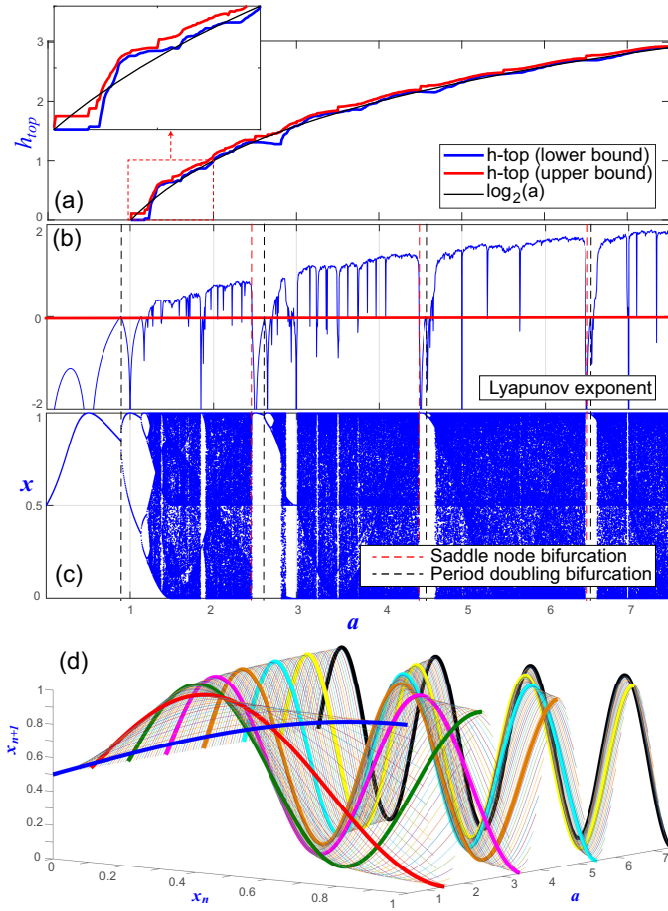 3
2
1
0
h_top
(a)
h-top (lower bound)
h-top (upper bound)
log₂(a)
2
0
-2
(b)
Lyapunov exponent
1
0.5
0
x
(c)
Saddle node bifurcation
Period doubling bifurcation
1 2 3 4 5 6 7
a
(d)
1
0.8
0.6
0.4
0.2
0
x_{n+1}
0 0.2 0.4 0.6 0.8 1
x_n
1 2 3 4 5 6 7
a